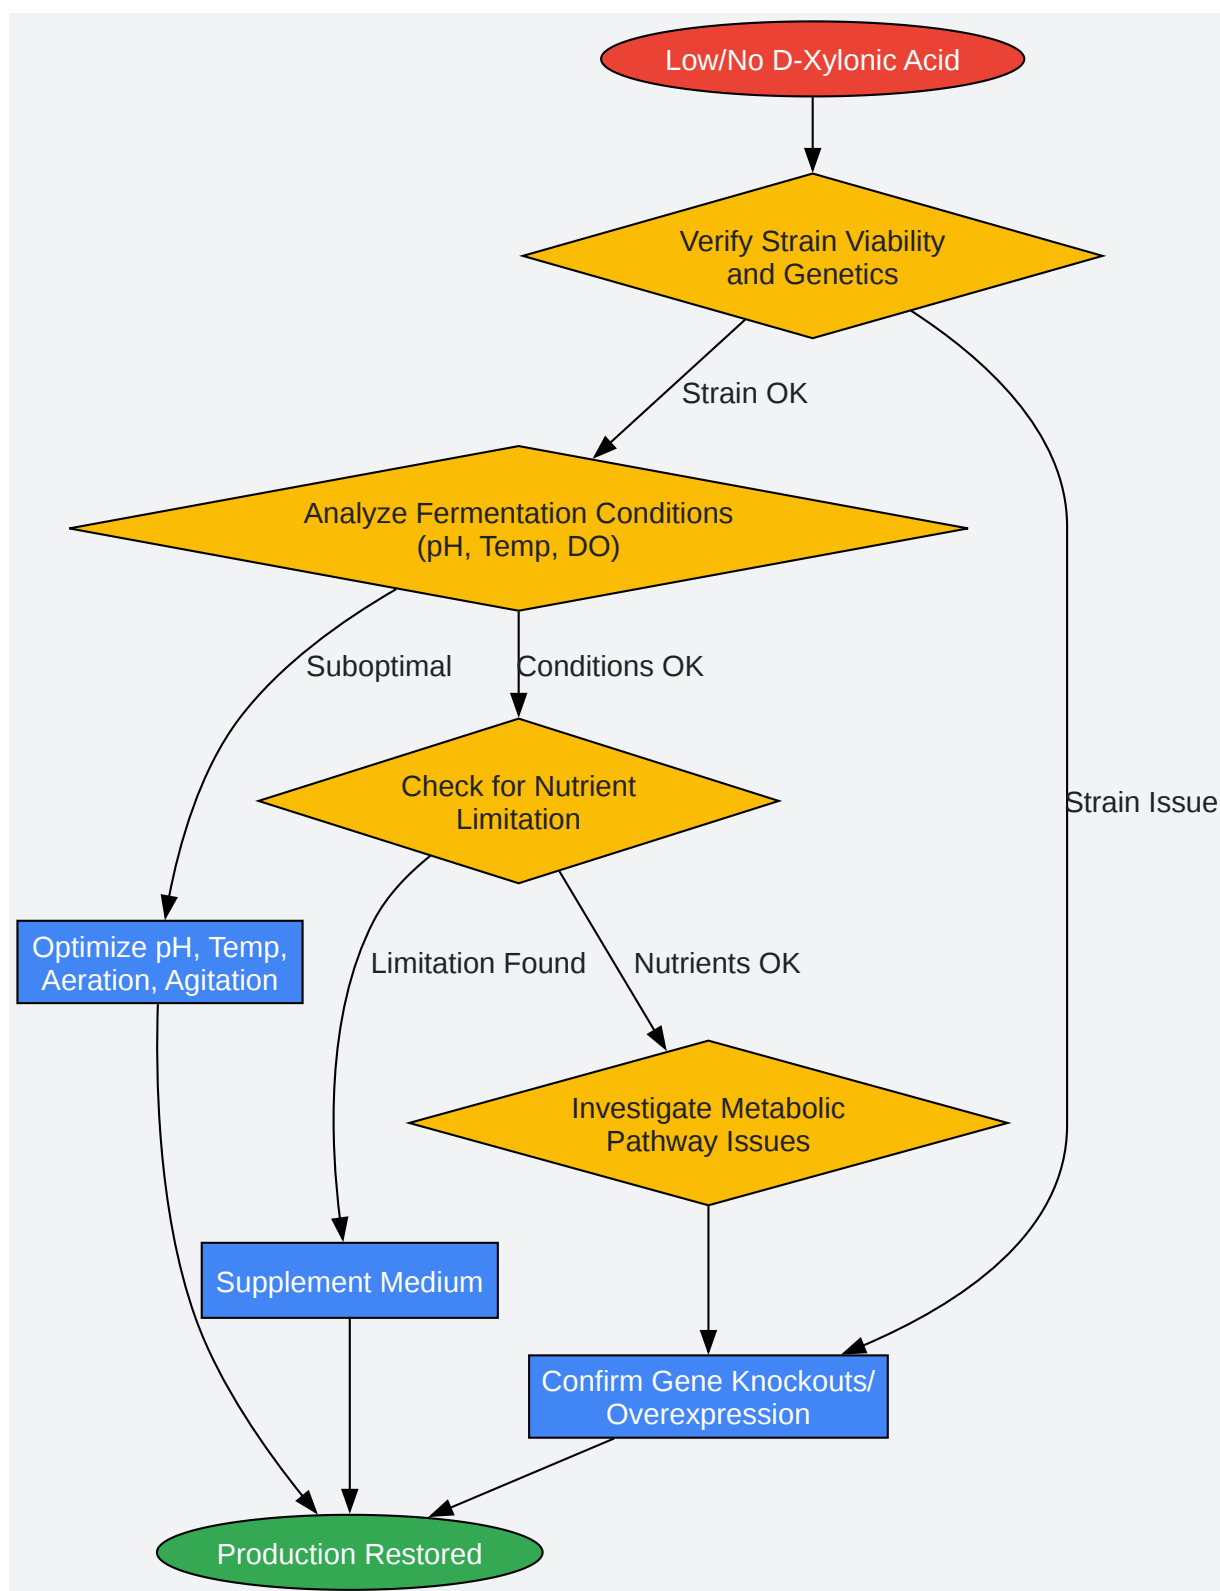 Low/No D-Xylonic Acid
Verify Strain Viability
and Genetics
Strain OK
Analyze Fermentation Conditions
(pH, Temp, DO)
Suboptimal
Conditions OK
Check for Nutrient
Limitation
Strain Issue
Optimize pH, Temp,
Aeration, Agitation
Limitation Found
Nutrients OK
Investigate Metabolic
Pathway Issues
Supplement Medium
Confirm Gene Knockouts/
Overexpression
Production Restored